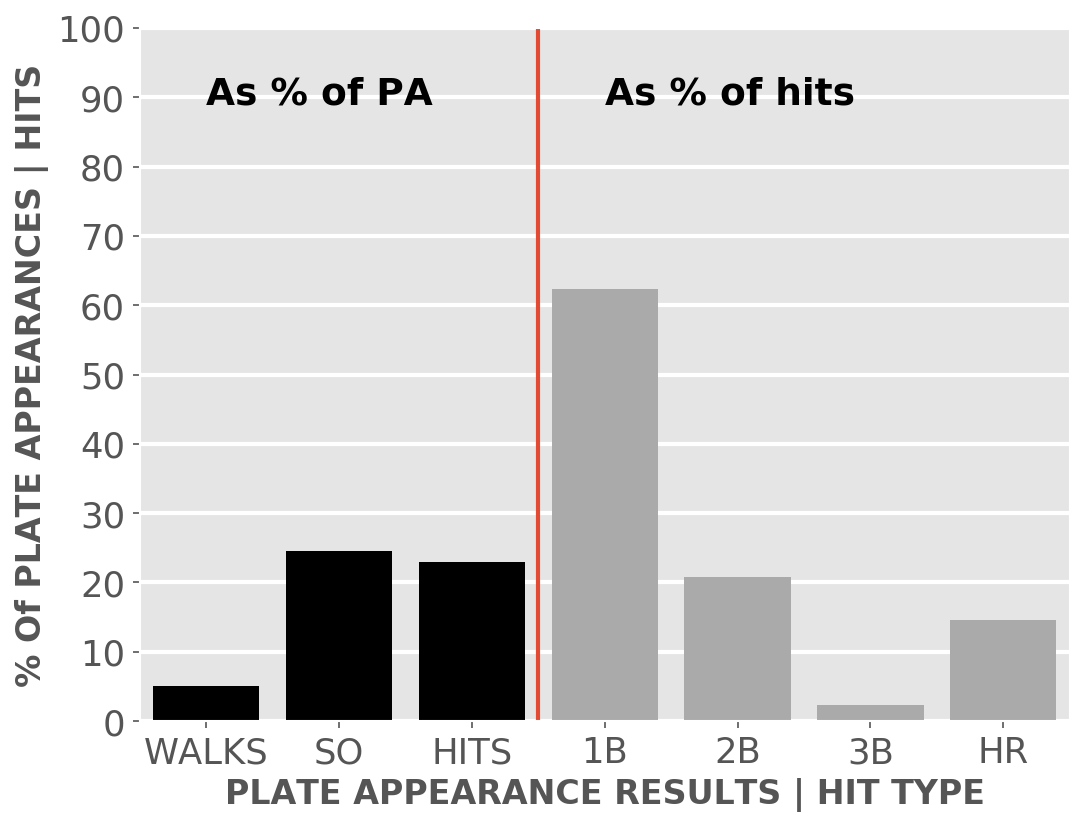 As % of PA
As % of hits
% Of PLATE APPEARANCES | HITS
100
90
80
70
60
50
40
30
20
10
0
WALKS SO HITS 1B 2B 3B HR
PLATE APPEARANCE RESULTS | HIT TYPE